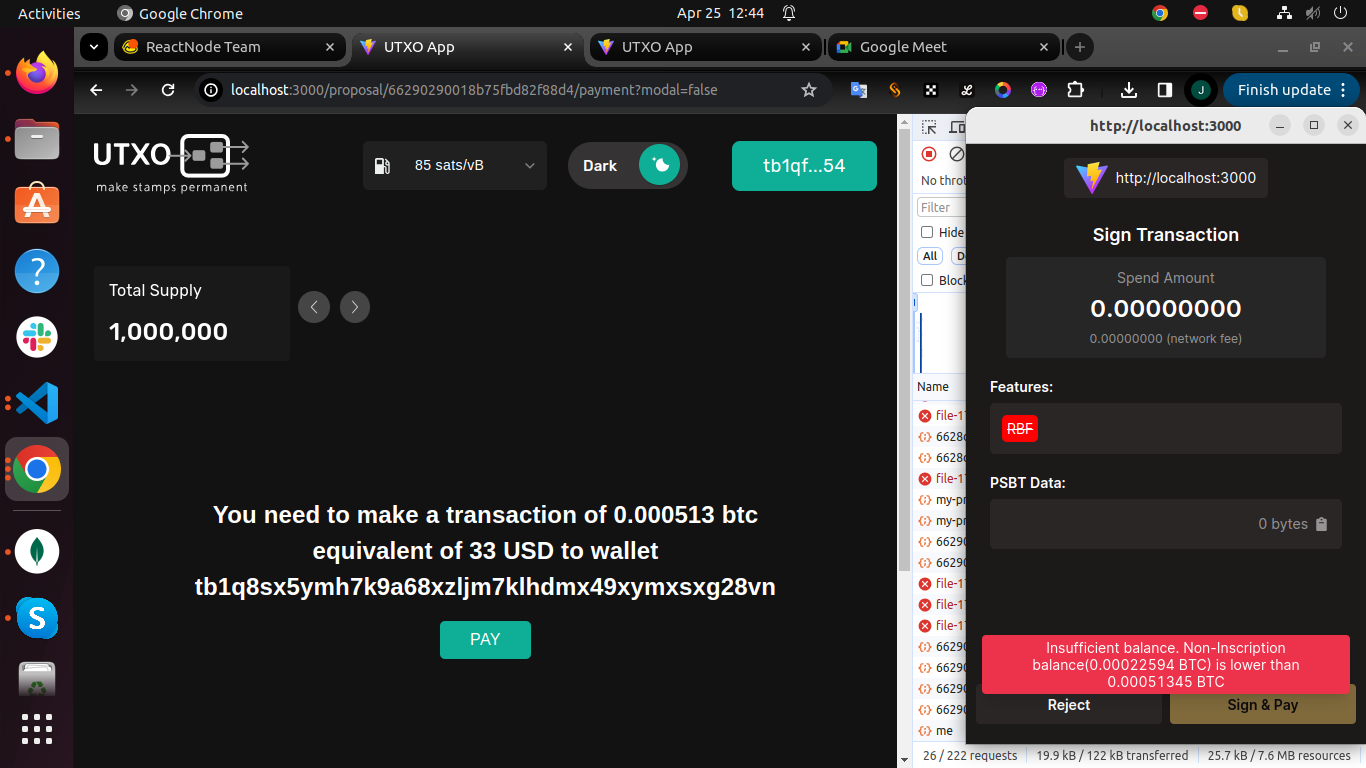 Activities
Google Chrome
Apr 25 12:44
ReactNode Team
UTXO App
UTXO App
Google Meet
localhost:3000/proposal/66290290018b75fbd82f88d4/payment?modal=false
J
Finish update
UTXO
make stamps permanent
85 sats/vB
Dark
tb1qf...54
Total Supply
1,000,000
You need to make a transaction of 0.000513 btc
equivalent of 33 USD to wallet
tb1q8sx5ymh7k9a68xzljm7klhdmx49xymxsxg28vn
PAY
No thro
Filter
Hide
All
Block
Name
file-17
6628c
6628c
file-17
my-pr
my-pr
66290
66290
file-17
file-17
file-17
66290
66290
66290
66290
me
26 / 222 requests
19.9 kB / 122 kB transferred
25.7 kB / 7.6 MB resources
http://localhost:3000
http://localhost:3000
Sign Transaction
Spend Amount
0.00000000
0.00000000 (network fee)
Features:
RBF
PSBT Data:
0 bytes
Insufficient balance. Non-Inscription
balance(0.00022594 BTC) is lower than
0.00051345 BTC
Reject
Sign & Pay